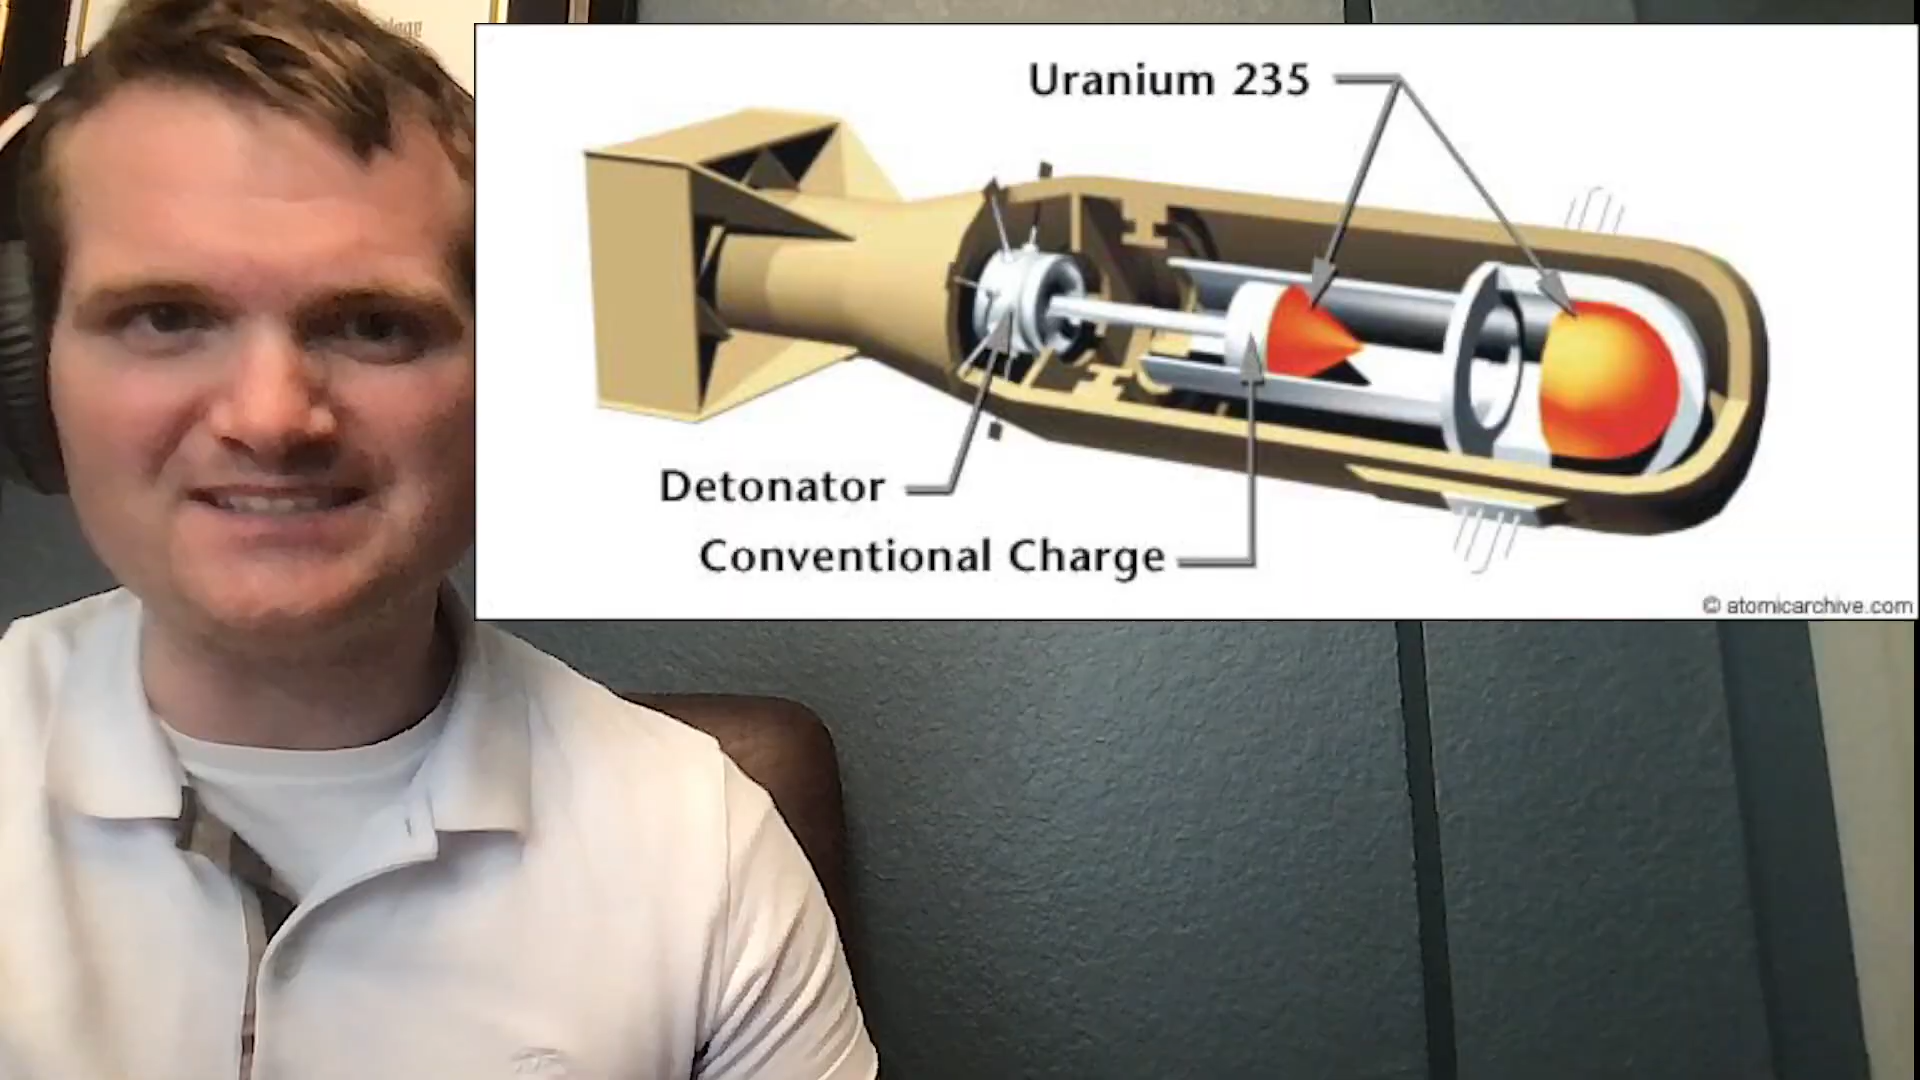 Uranium 235
Detonator
Conventional Charge
© atomicarchive.com